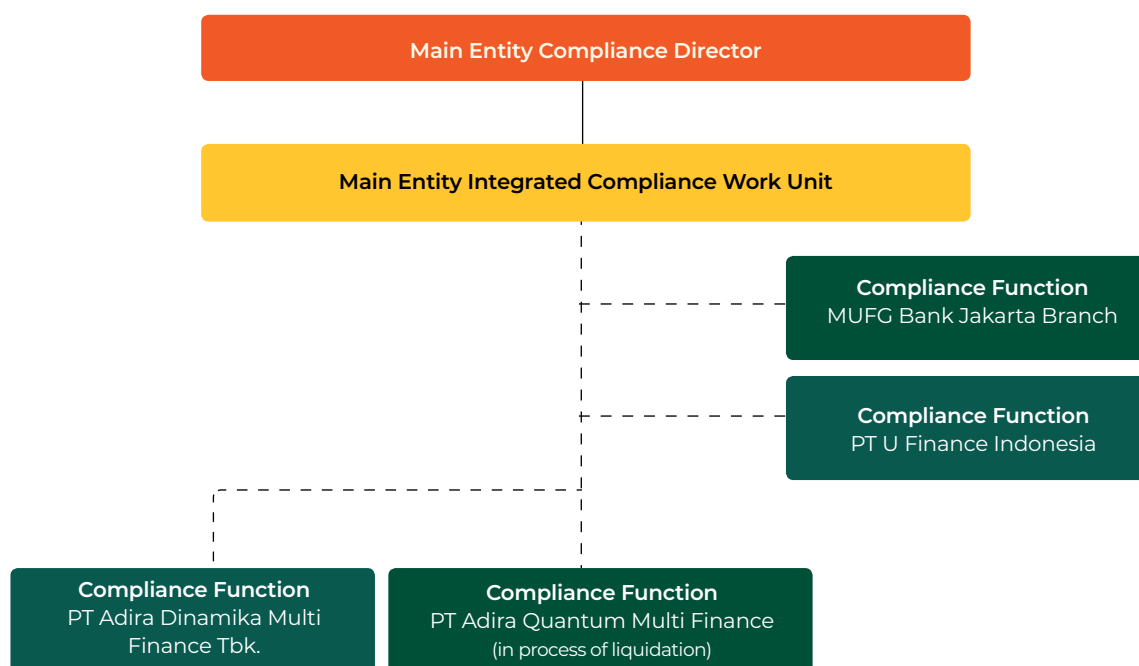 Main Entity Compliance Director
Main Entity Integrated Compliance Work Unit
Compliance Function
MUFG Bank Jakarta Branch
Compliance Function
PT U Finance Indonesia
Compliance Function
PT Adira Dinamika Multi
Finance Tbk.
Compliance Function
PT Adira Quantum Multi Finance
(in process of liquidation)